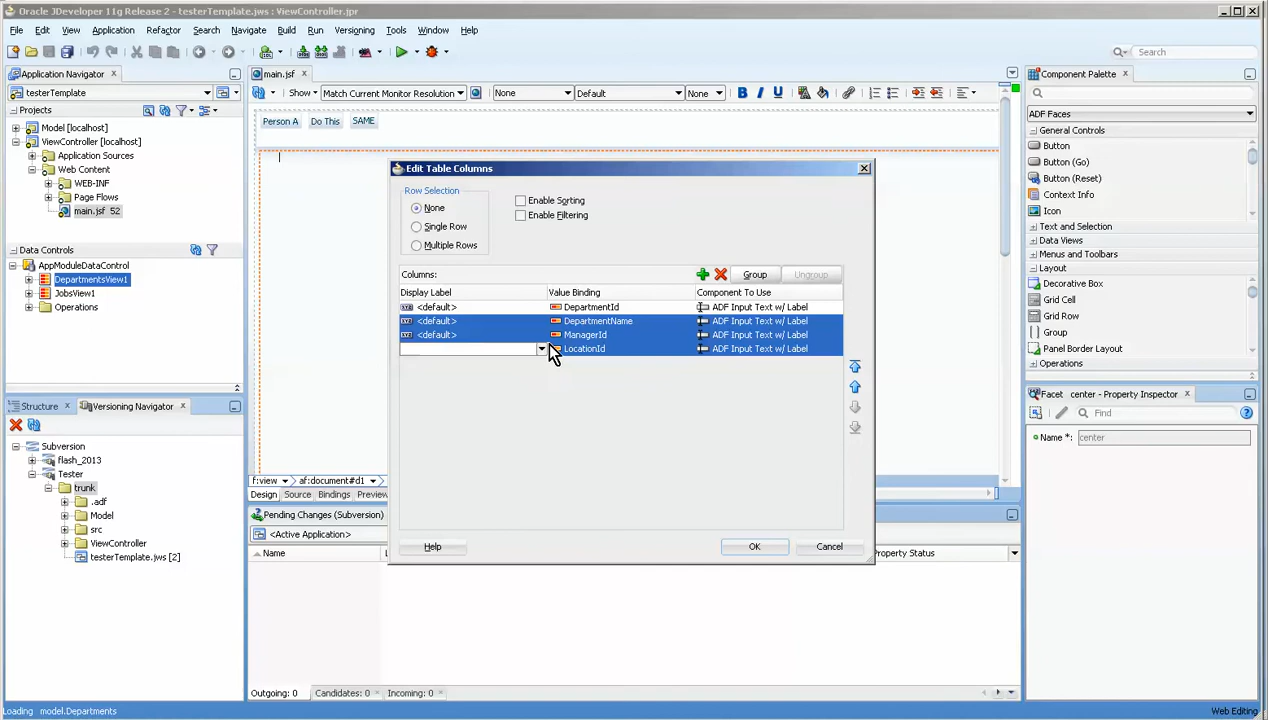 Oracle JDeveloper 11g Release 2 - testerTemplate.jws : ViewController.jpr
File Edit View Application Refactor Search Navigate Build Run Versioning Tools Window Help
Search
Application Navigator
testerTemplate
Projects
Model [localhost]
ViewController [localhost]
Application Sources
Web Content
WEB-INF
Page Flows
main.jsf 52
Data Controls
AppModuleDataControl
DepartmentsView1
JobsView1
Operations
Structure Versioning Navigator
Subversion
flash_2013
Tester
trunk
.adf
Model
src
ViewController
testerTemplate.jws [2]
main.jsf
Show Match Current Monitor Resolution None Default None B I U
Person A Do This SAME
Edit Table Columns
Row Selection
None
Single Row
Multiple Rows
Enable Sorting
Enable Filtering
Columns: Group Ungroup
Display Label Value Binding Component To Use
<default> DepartmentId ADF Input Text w/ Label
<default> DepartmentName ADF Input Text w/ Label
<default> ManagerId ADF Input Text w/ Label
LocationId ADF Input Text w/ Label
Help OK Cancel
f:view af:document#d1
Design Source Bindings Preview
Pending Changes (Subversion)
<Active Application>
Name Property Status
Outgoing: 0 Candidates: 0 Incoming: 0
Component Palette
ADF Faces
General Controls
Button
Button (Go)
Button (Reset)
Context Info
Icon
Text and Selection
Data Views
Menus and Toolbars
Layout
Decorative Box
Grid Cell
Grid Row
Group
Panel Border Layout
Operations
Facet center - Property Inspector
Find
Name *: center
Loading model.Departments
Web Editing